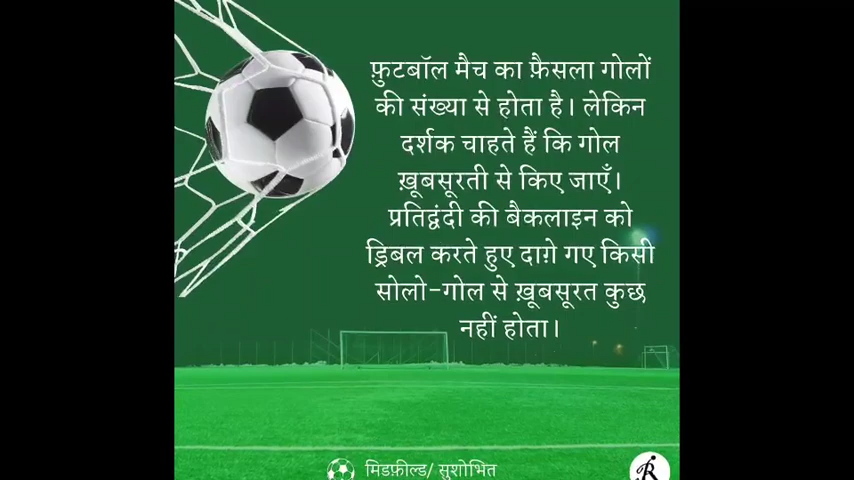 फ़ुटबॉल मैच का फ़ैसला गोलों
की संख्या से होता है। लेकिन
दर्शक चाहते हैं कि गोल
ख़ूबसूरती से किए जाएँ।
प्रतिद्वंदी की बैकलाइन को
ड्रिबल करते हुए दाग़े गए किसी
सोलो-गोल से ख़ूबसूरत कुछ
नहीं होता।
मिडफ़ील्ड/ सुशोभित
R